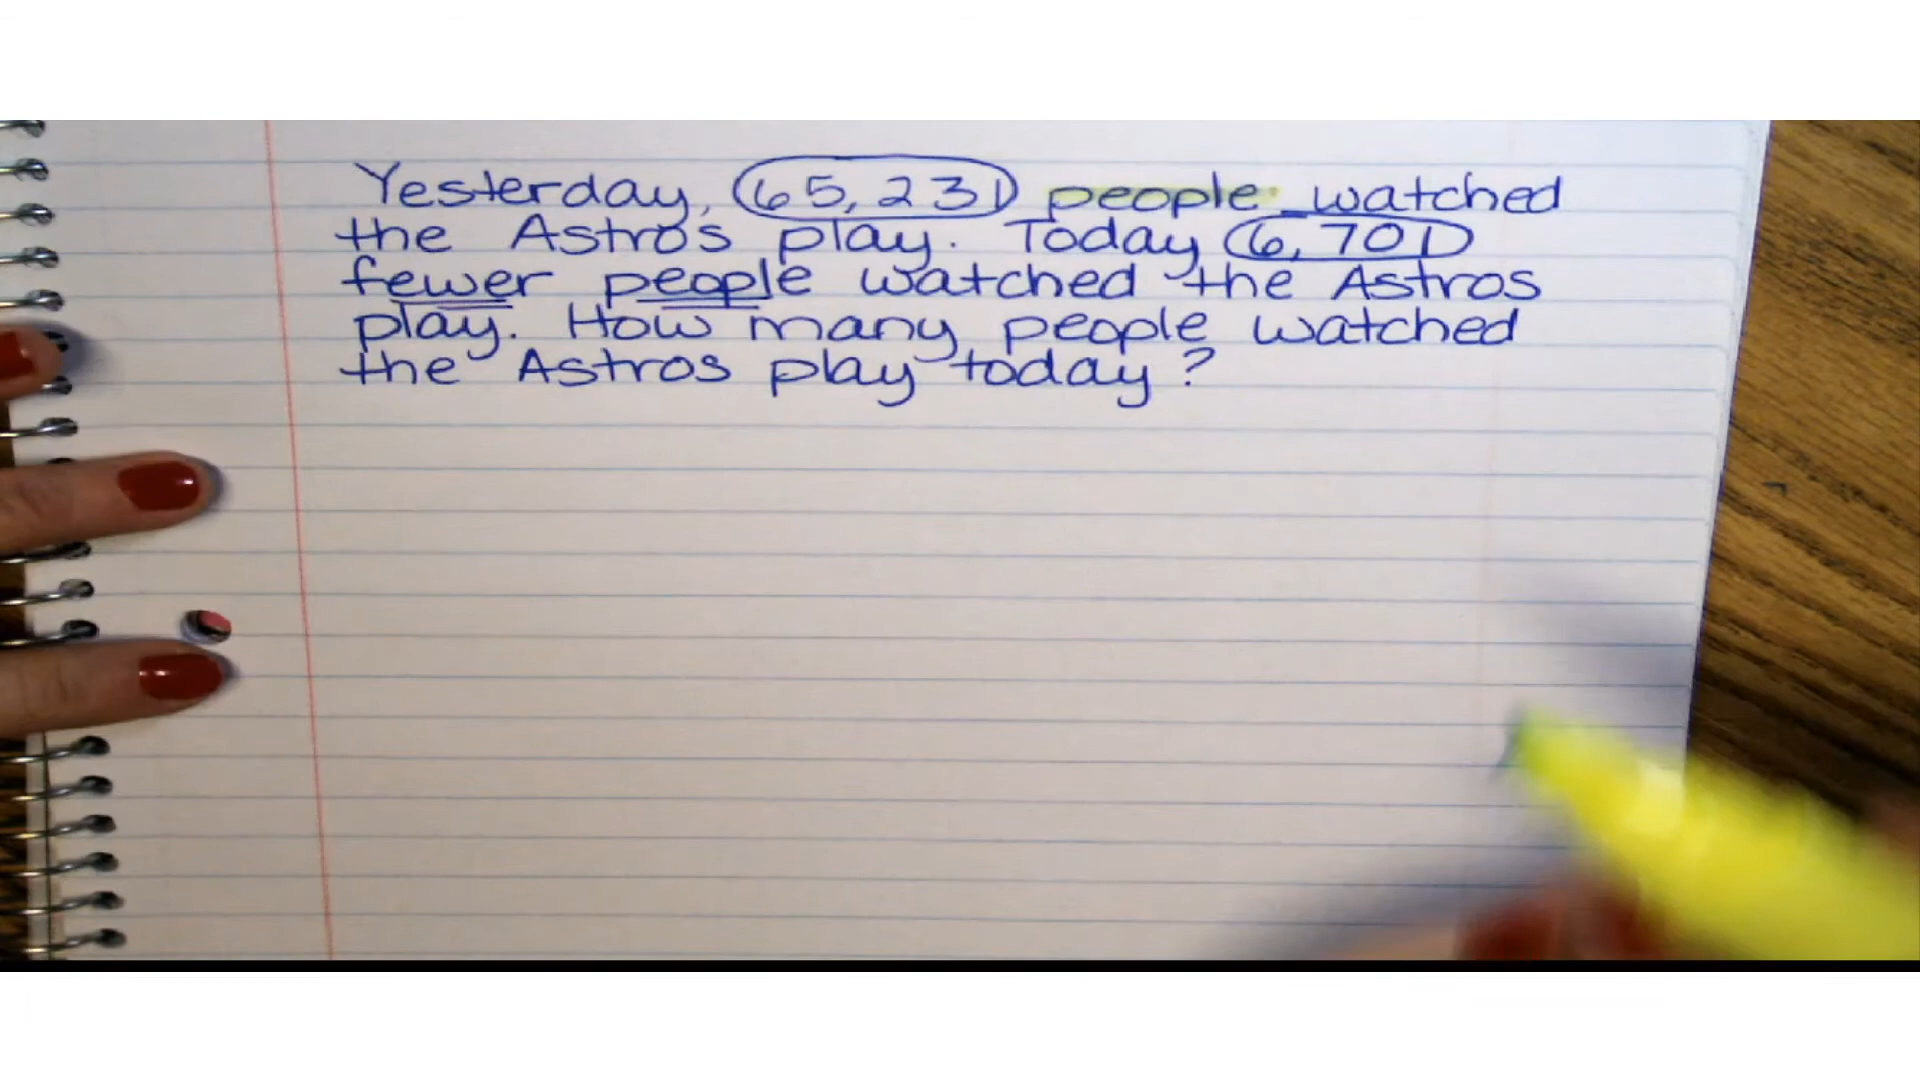 Yesterday, 65,231 people watched
the Astros play. Today 6,701
fewer people watched the Astros
play. How many people watched
the Astros play today?